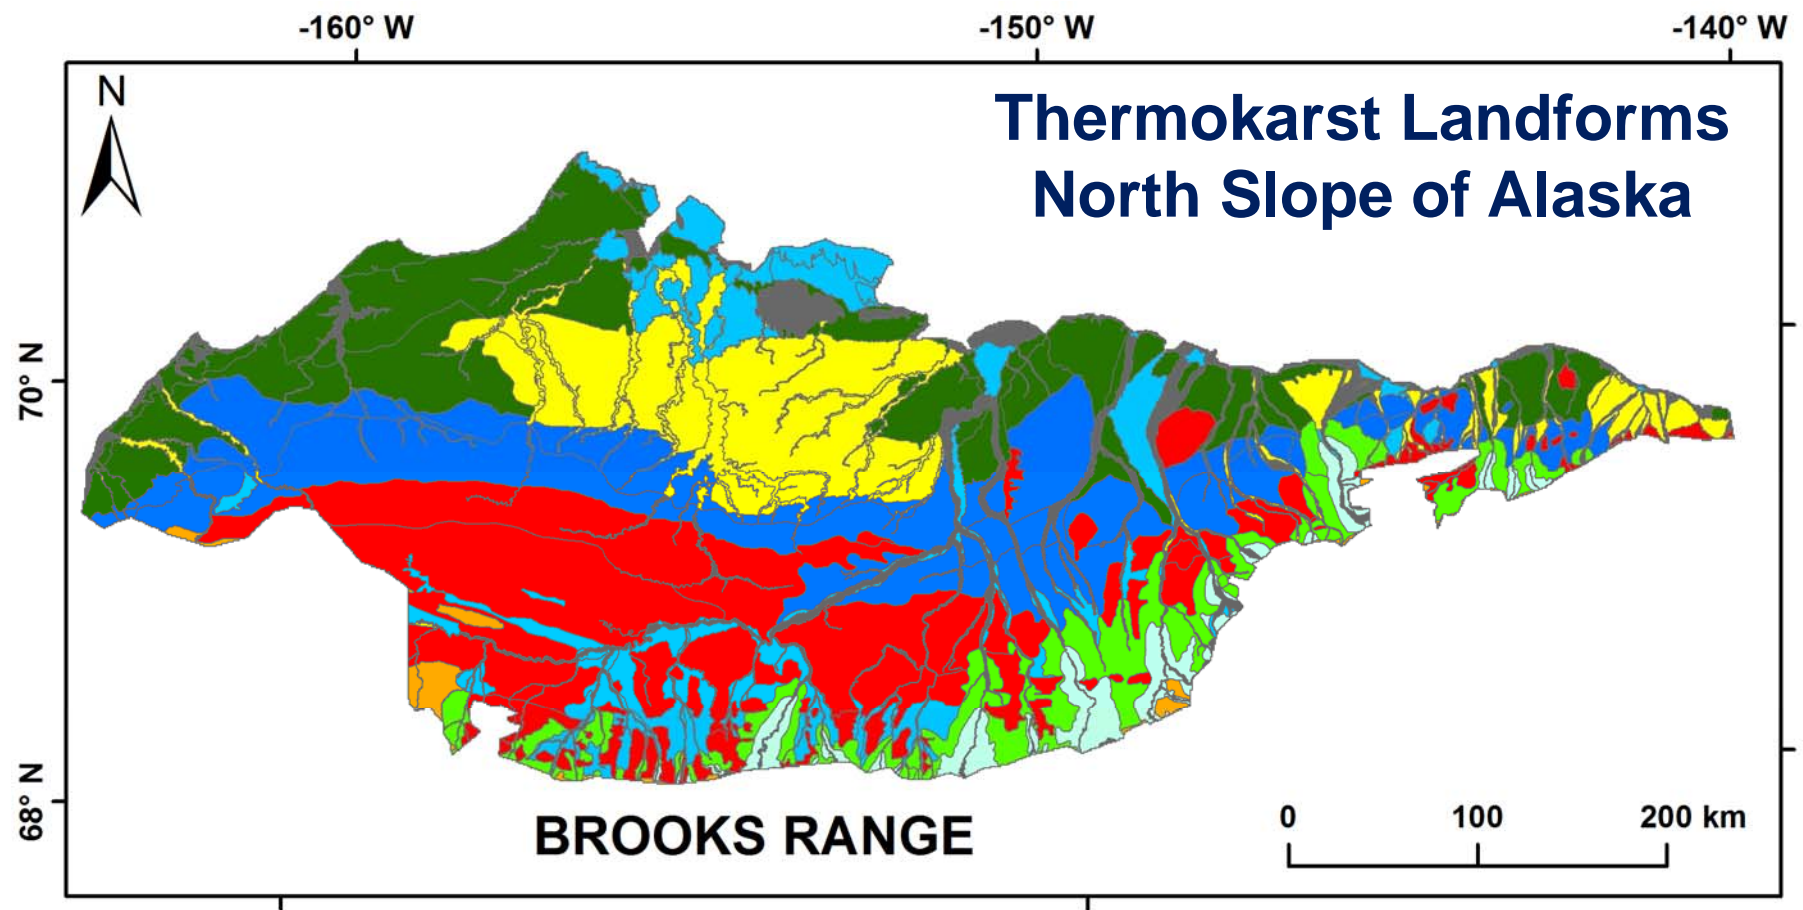 -160° W
-150° W
-140° W
N
Thermokarst Landforms
North Slope of Alaska
70° N
68° N
BROOKS RANGE
0 100 200 km